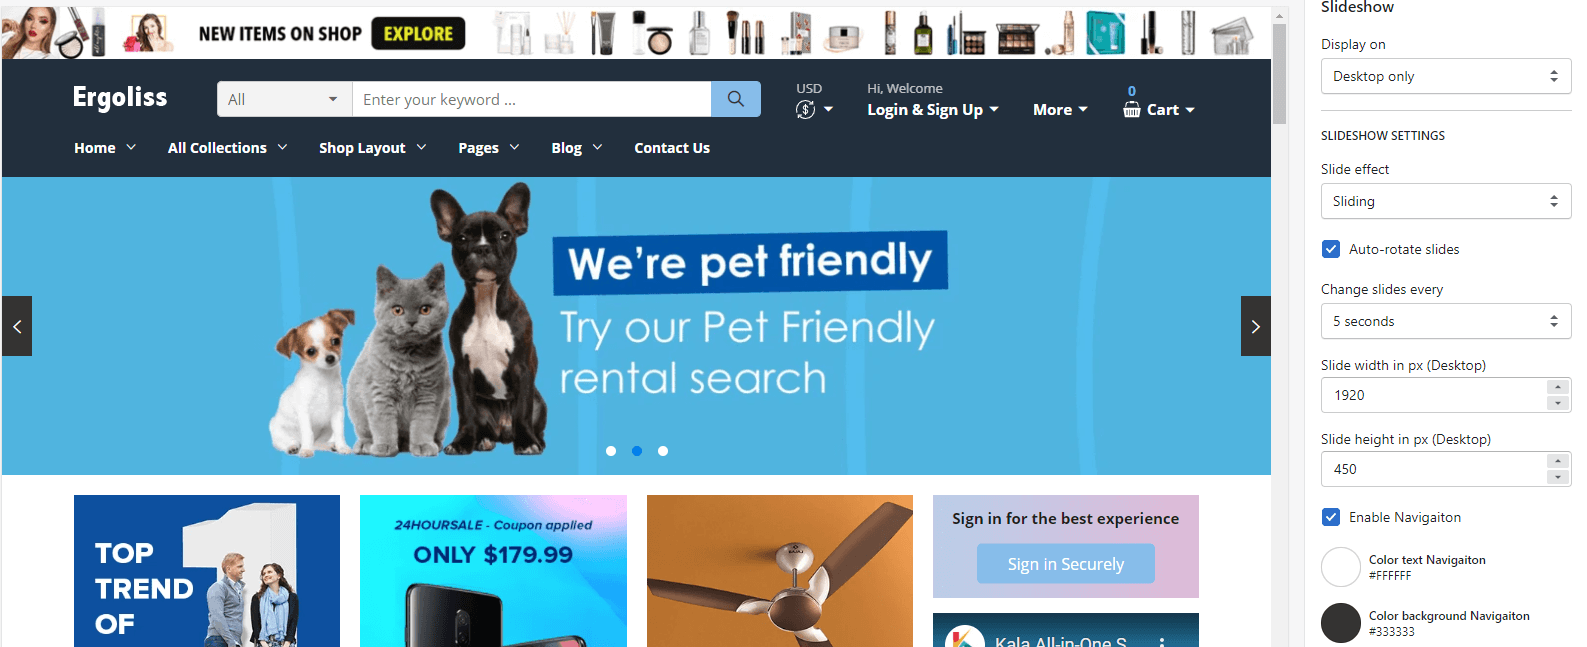 NEW ITEMS ON SHOP EXPLORE
Ergoliss
All
Enter your keyword ...
USD
Hi, Welcome
Login & Sign Up
More
0
Cart
Home
All Collections
Shop Layout
Pages
Blog
Contact Us
We're pet friendly
Try our Pet Friendly
rental search
TOP
TREND
OF
1
24HOURSALE - Coupon applied
ONLY $179.99
Sign in for the best experience
Sign in Securely
Kala All-in-One S
Slideshow
Display on
Desktop only
SLIDESHOW SETTINGS
Slide effect
Sliding
Auto-rotate slides
Change slides every
5 seconds
Slide width in px (Desktop)
1920
Slide height in px (Desktop)
450
Enable Navigaiton
Color text Navigaiton
#FFFFFF
Color background Navigaiton
#333333